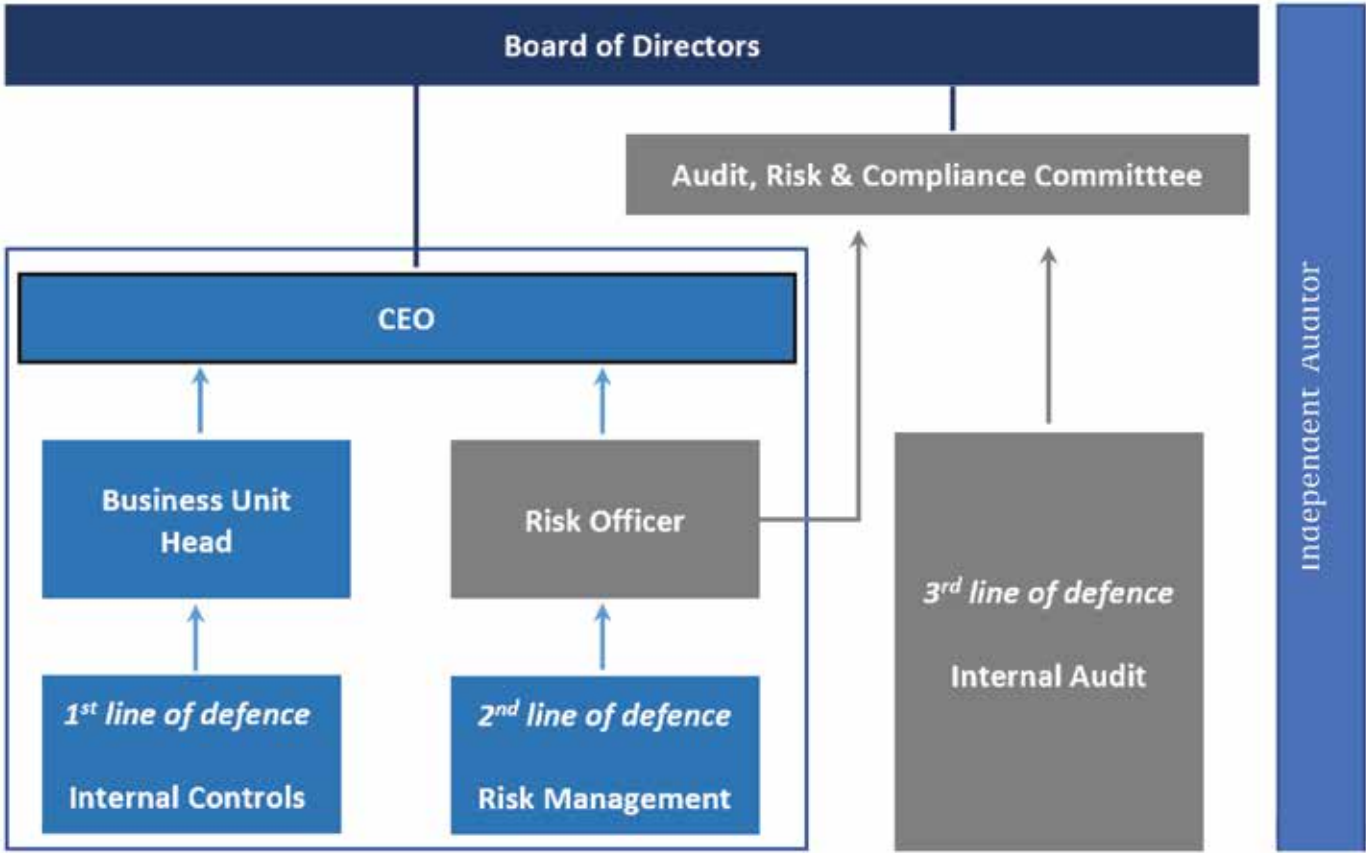 Board of Directors
Audit, Risk & Compliance Committtee
CEO
Business Unit
Head
Risk Officer
1st line of defence
Internal Controls
2nd line of defence
Risk Management
3rd line of defence
Internal Audit
Independent Auditor